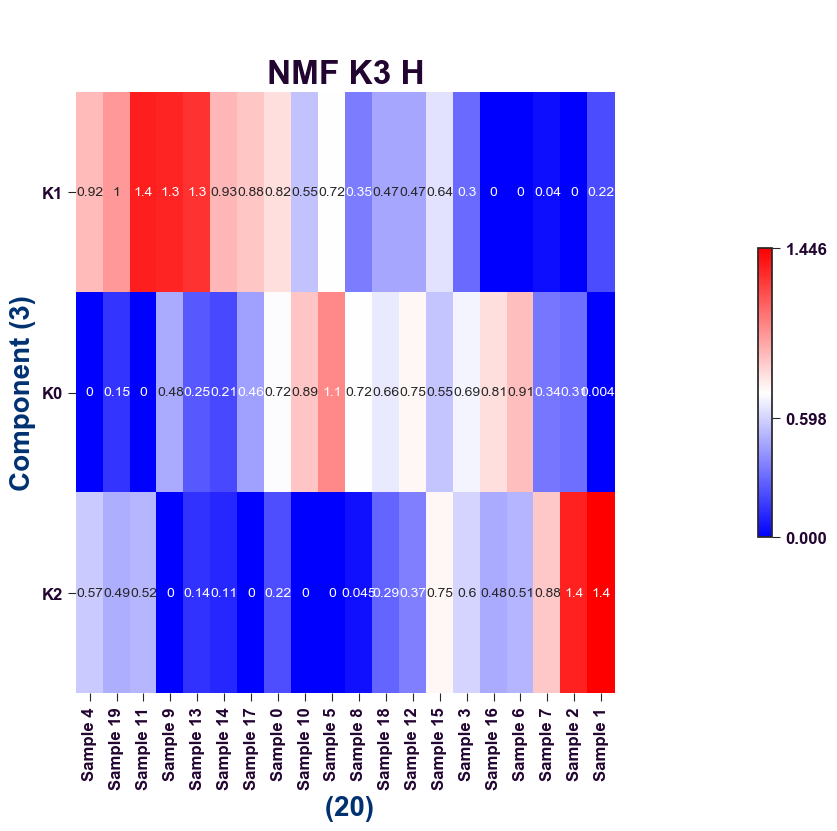 NMF K3 H
K1
0.92 1 1.4 1.3 1.3 0.93 0.88 0.82 0.55 0.72 0.35 0.47 0.47 0.64 0.3 0 0 0.04 0 0.22
K0
0 0.15 0 0.48 0.25 0.21 0.46 0.72 0.89 1.1 0.72 0.66 0.75 0.55 0.69 0.81 0.91 0.34 0.31 0.004
K2
0.57 0.49 0.52 0 0.14 0.11 0 0.22 0 0 0.045 0.29 0.37 0.75 0.6 0.48 0.51 0.88 1.4 1.4
Component (3)
Sample 4
Sample 19
Sample 11
Sample 9
Sample 13
Sample 14
Sample 17
Sample 0
Sample 10
Sample 5
Sample 8
Sample 18
Sample 12
Sample 15
Sample 3
Sample 16
Sample 6
Sample 7
Sample 2
Sample 1
(20)
1.446
0.598
0.000